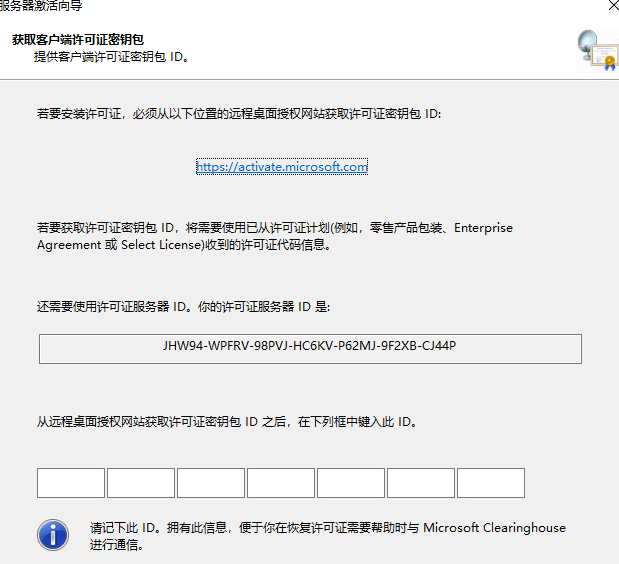 服务器激活向导
获取客户端许可证密钥包 ID
提供客户端许可证密钥包 ID。
若要安装许可证，必须从以下位置的远程桌面授权网站获取许可证密钥包 ID:
https://activate.microsoft.com
若要获取许可证密钥包 ID，将需要使用已从许可证计划(例如，零售产品包装、Enterprise
Agreement 或 Select License)收到的许可证代码信息。
还需要使用许可证服务器 ID。你的许可证服务器 ID 是:
JHW94-WPFRV-98PVJ-HC6KV-P62MJ-9F2XB-CJ44P
从远程桌面授权网站获取许可证密钥包 ID 之后，在下列框中键入此 ID。
请记下此 ID。拥有此信息，便于你在恢复许可证需要帮助时与 Microsoft Clearinghouse
进行通信。